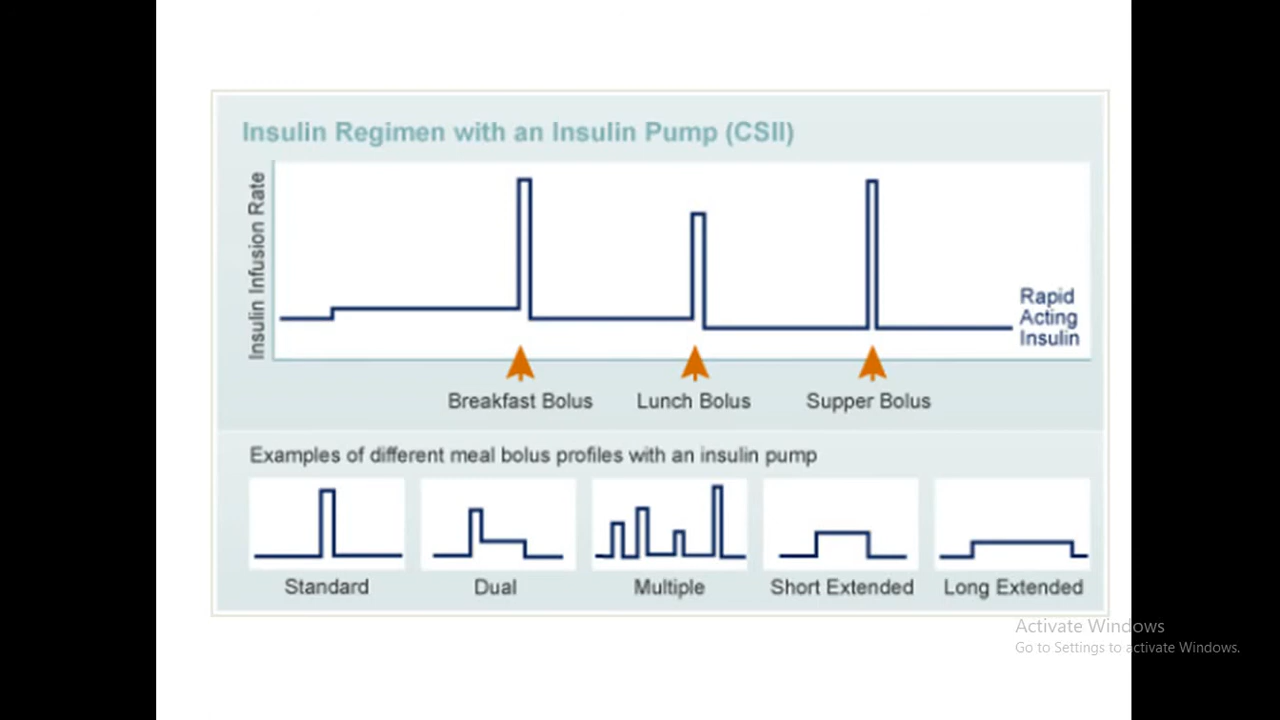 Insulin Regimen with an Insulin Pump (CSII)
Insulin Infusion Rate
Rapid
Acting
Insulin
Breakfast Bolus
Lunch Bolus
Supper Bolus
Examples of different meal bolus profiles with an insulin pump
Standard
Dual
Multiple
Short Extended
Long Extended
Activate Windows
Go to Settings to activate Windows.